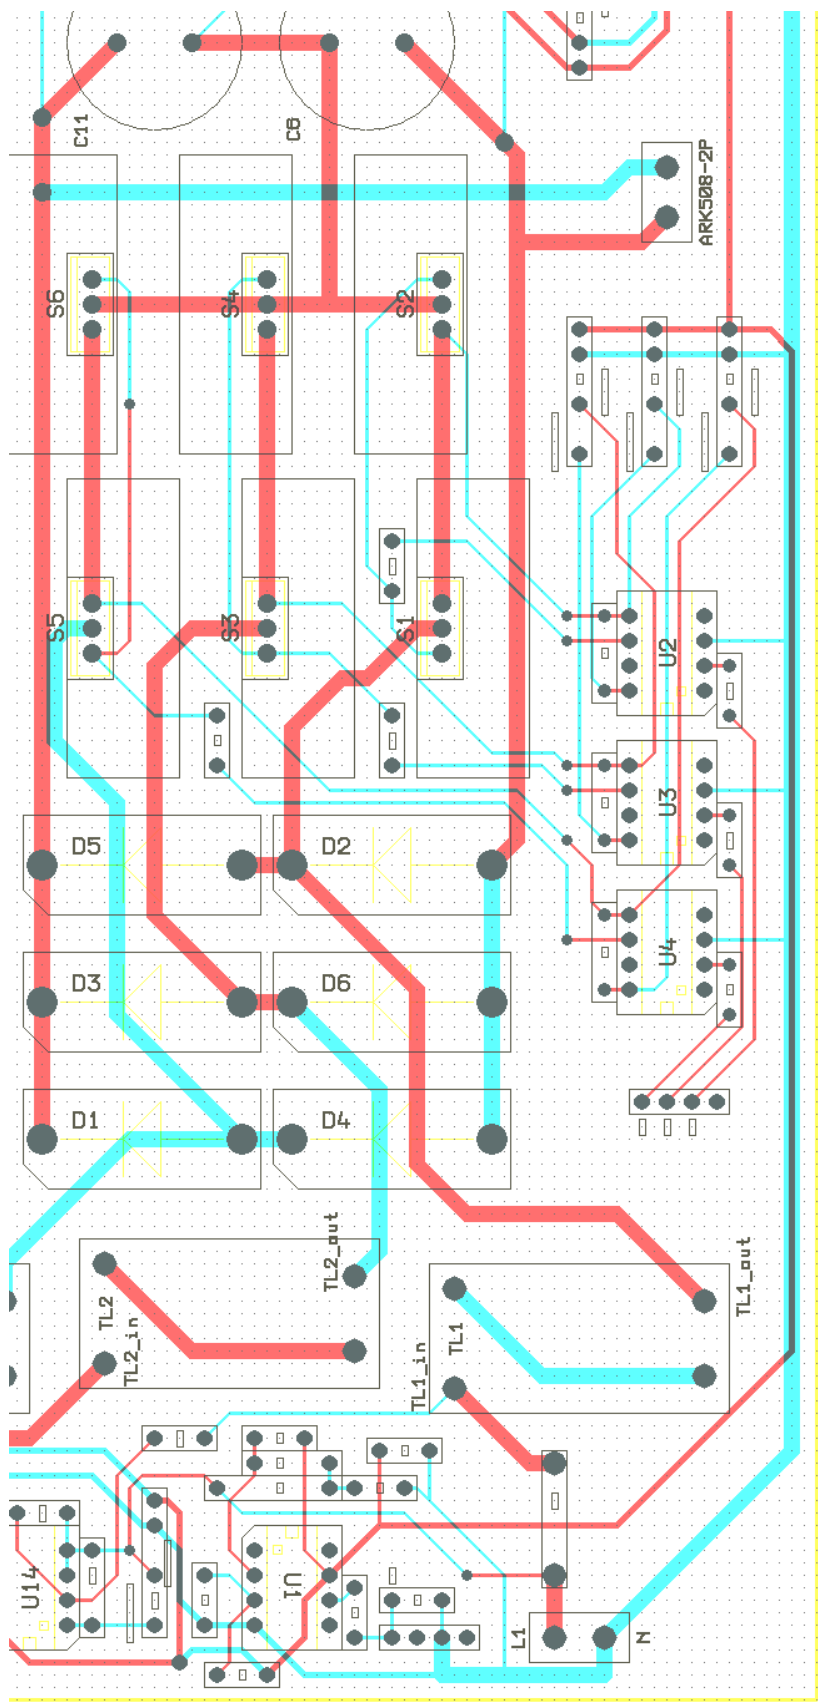 C11
C6
ARK508-2P
S6
S4
S2
S5
S3
S1
U2
U3
U4
D5
D2
D3
D6
D1
D4
TL2_out
TL2
TL2_in
TL1_out
TL1
TL1_in
U14
U1
L1
N